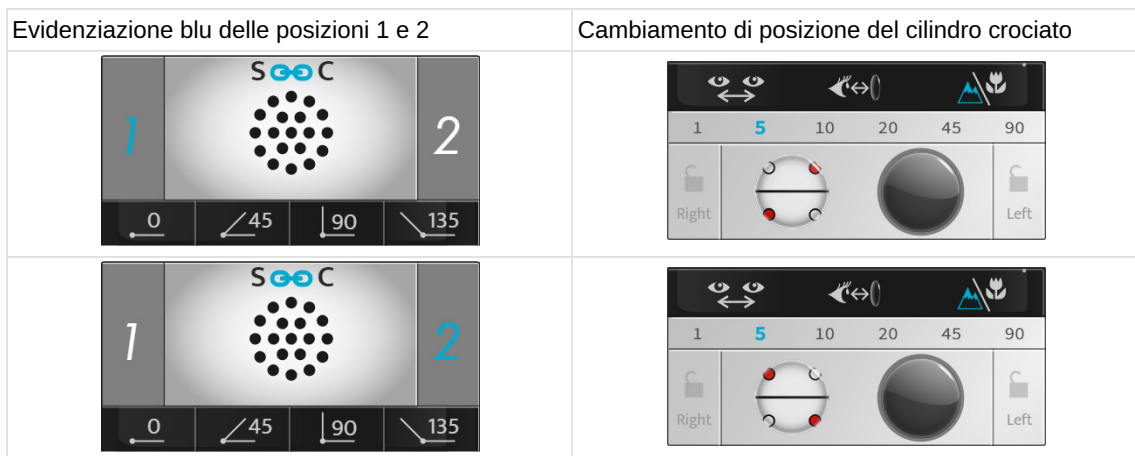 Evidenziazione blu delle posizioni 1 e 2
Cambiamento di posizione del cilindro crociato
S C
1 2
0 45 90 135
1 5 10 20 45 90
Right Left
S C
1 2
0 45 90 135
1 5 10 20 45 90
Right Left